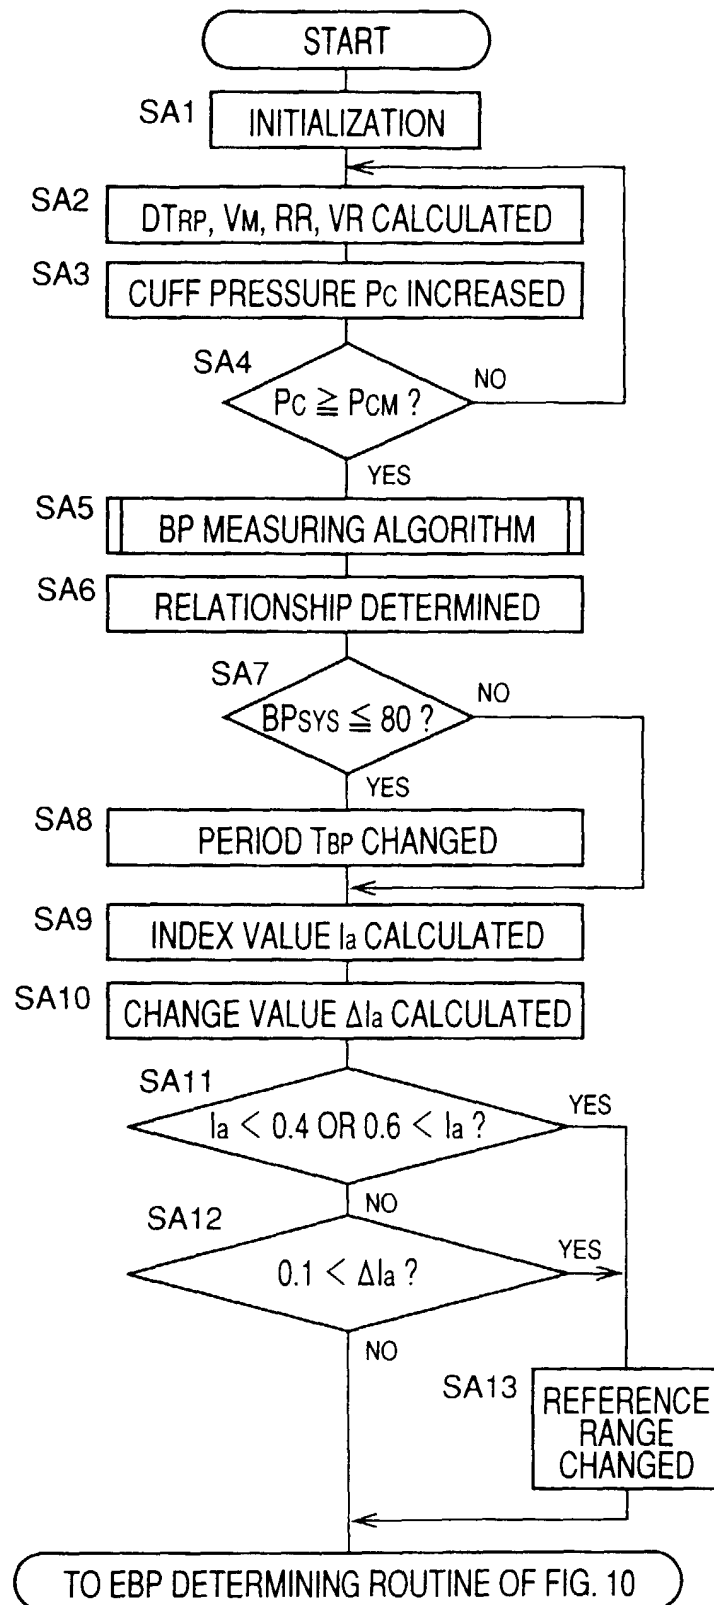 START
SA1
INITIALIZATION
SA2
DTRP, VM, RR, VR CALCULATED
SA3
CUFF PRESSURE PC INCREASED
SA4
PC ≧ PCM ?
NO
YES
SA5
BP MEASURING ALGORITHM
SA6
RELATIONSHIP DETERMINED
SA7
BPSYS ≦ 80 ?
NO
YES
SA8
PERIOD TBP CHANGED
SA9
INDEX VALUE Ia CALCULATED
SA10
CHANGE VALUE ΔIa CALCULATED
SA11
Ia < 0.4 OR 0.6 < Ia ?
YES
NO
SA12
0.1 < ΔIa ?
YES
NO
SA13
REFERENCE
RANGE
CHANGED
TO EBP DETERMINING ROUTINE OF FIG. 10